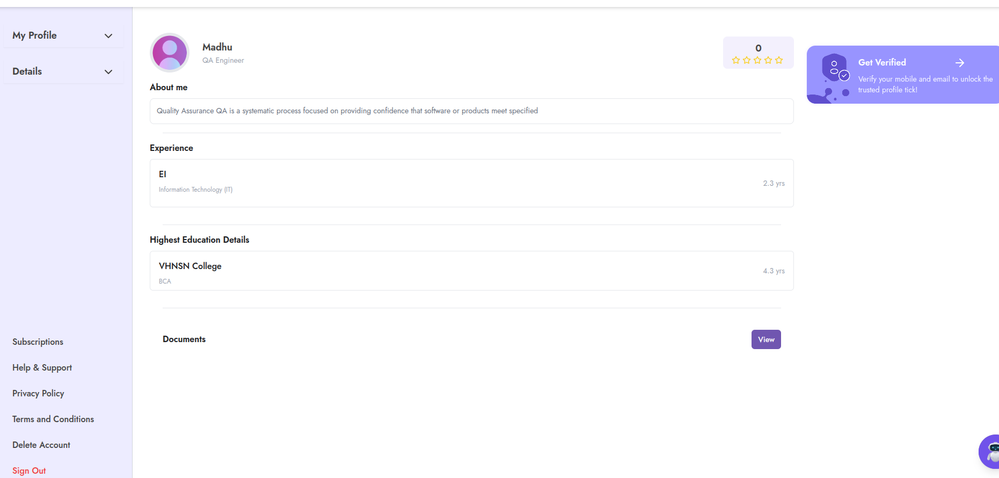 My Profile
Details
Subscriptions
Help & Support
Privacy Policy
Terms and Conditions
Delete Account
Sign Out
Madhu
QA Engineer
0
About me
Quality Assurance QA is a systematic process focused on providing confidence that software or products meet specified
Experience
EI
Information Technology (IT)
2.3 yrs
Highest Education Details
VHNSN College
BCA
4.3 yrs
Documents
View
Get Verified
Verify your mobile and email to unlock the
trusted profile tick!